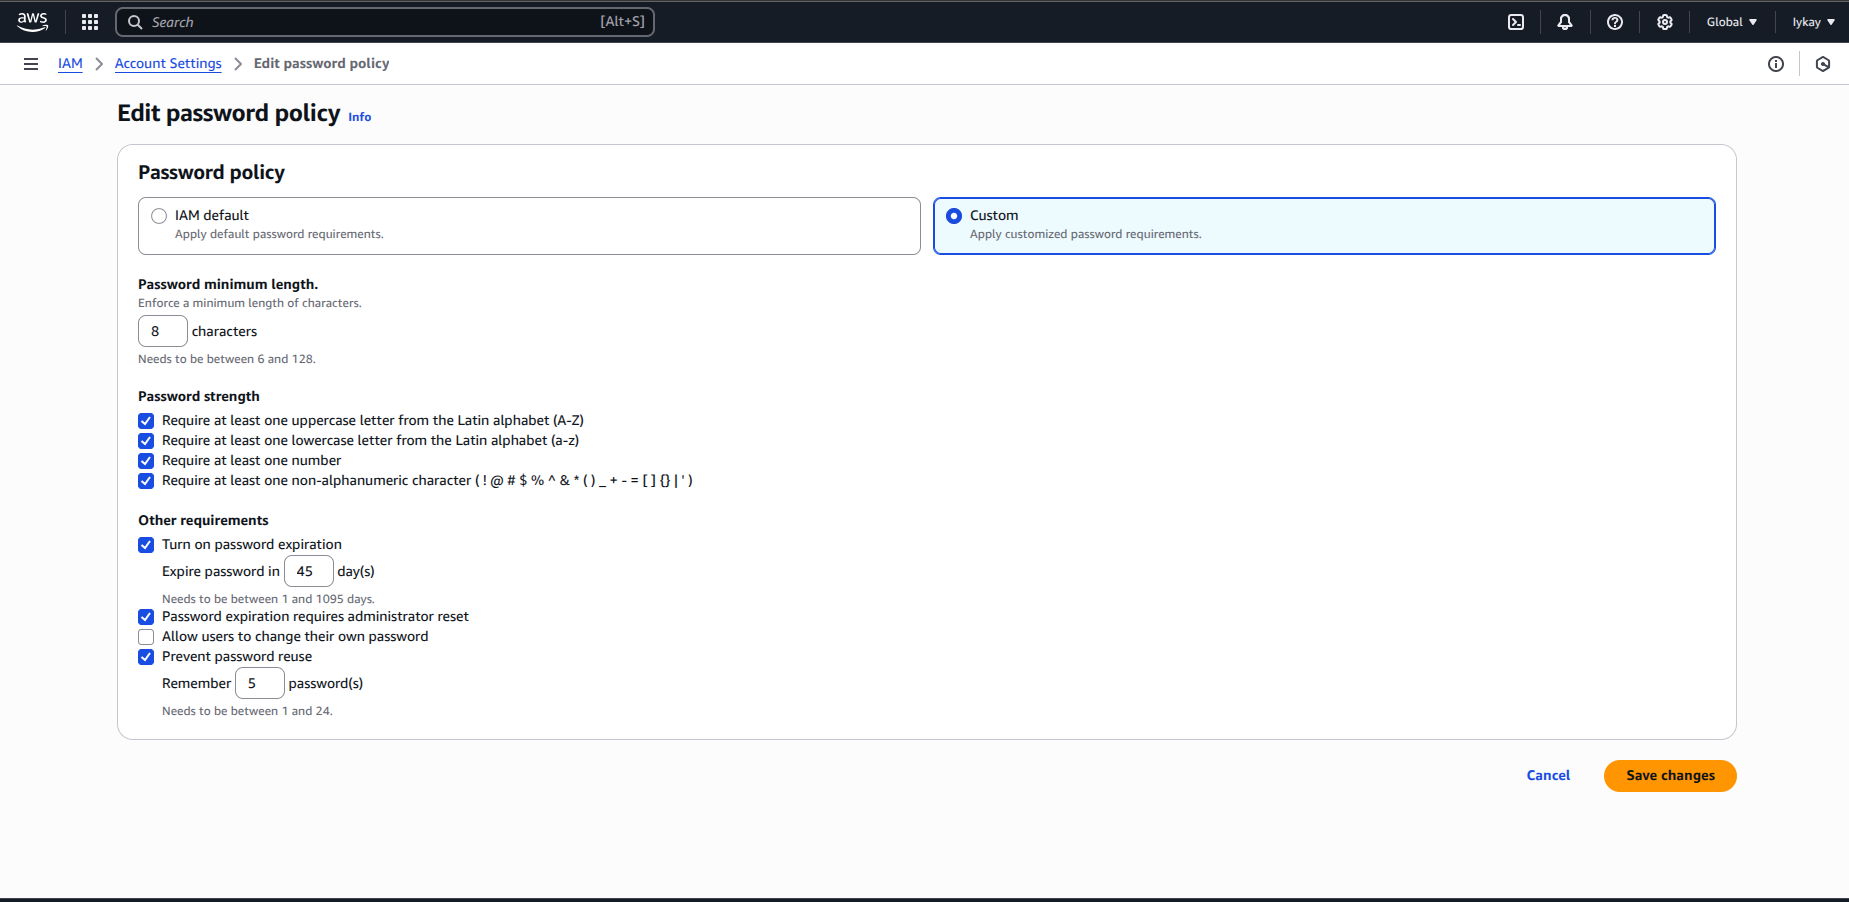 aws
Search [Alt+S]
Global
Iykay
IAM
Account Settings
Edit password policy
Edit password policy Info
Password policy
IAM default
Apply default password requirements.
Custom
Apply customized password requirements.
Password minimum length.
Enforce a minimum length of characters.
8 characters
Needs to be between 6 and 128.
Password strength
Require at least one uppercase letter from the Latin alphabet (A-Z)
Require at least one lowercase letter from the Latin alphabet (a-z)
Require at least one number
Require at least one non-alphanumeric character ( ! @ # $ % ^ & * ( ) _ + - = [ ] {} | ' )
Other requirements
Turn on password expiration
Expire password in 45 day(s)
Needs to be between 1 and 1095 days.
Password expiration requires administrator reset
Allow users to change their own password
Prevent password reuse
Remember 5 password(s)
Needs to be between 1 and 24.
Cancel
Save changes